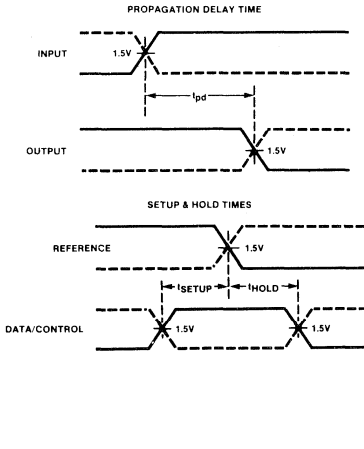 PROPAGATION DELAY TIME
INPUT
1.5V
tpd
OUTPUT
1.5V
SETUP & HOLD TIMES
REFERENCE
1.5V
tSETUP
tHOLD
DATA/CONTROL
1.5V
1.5V